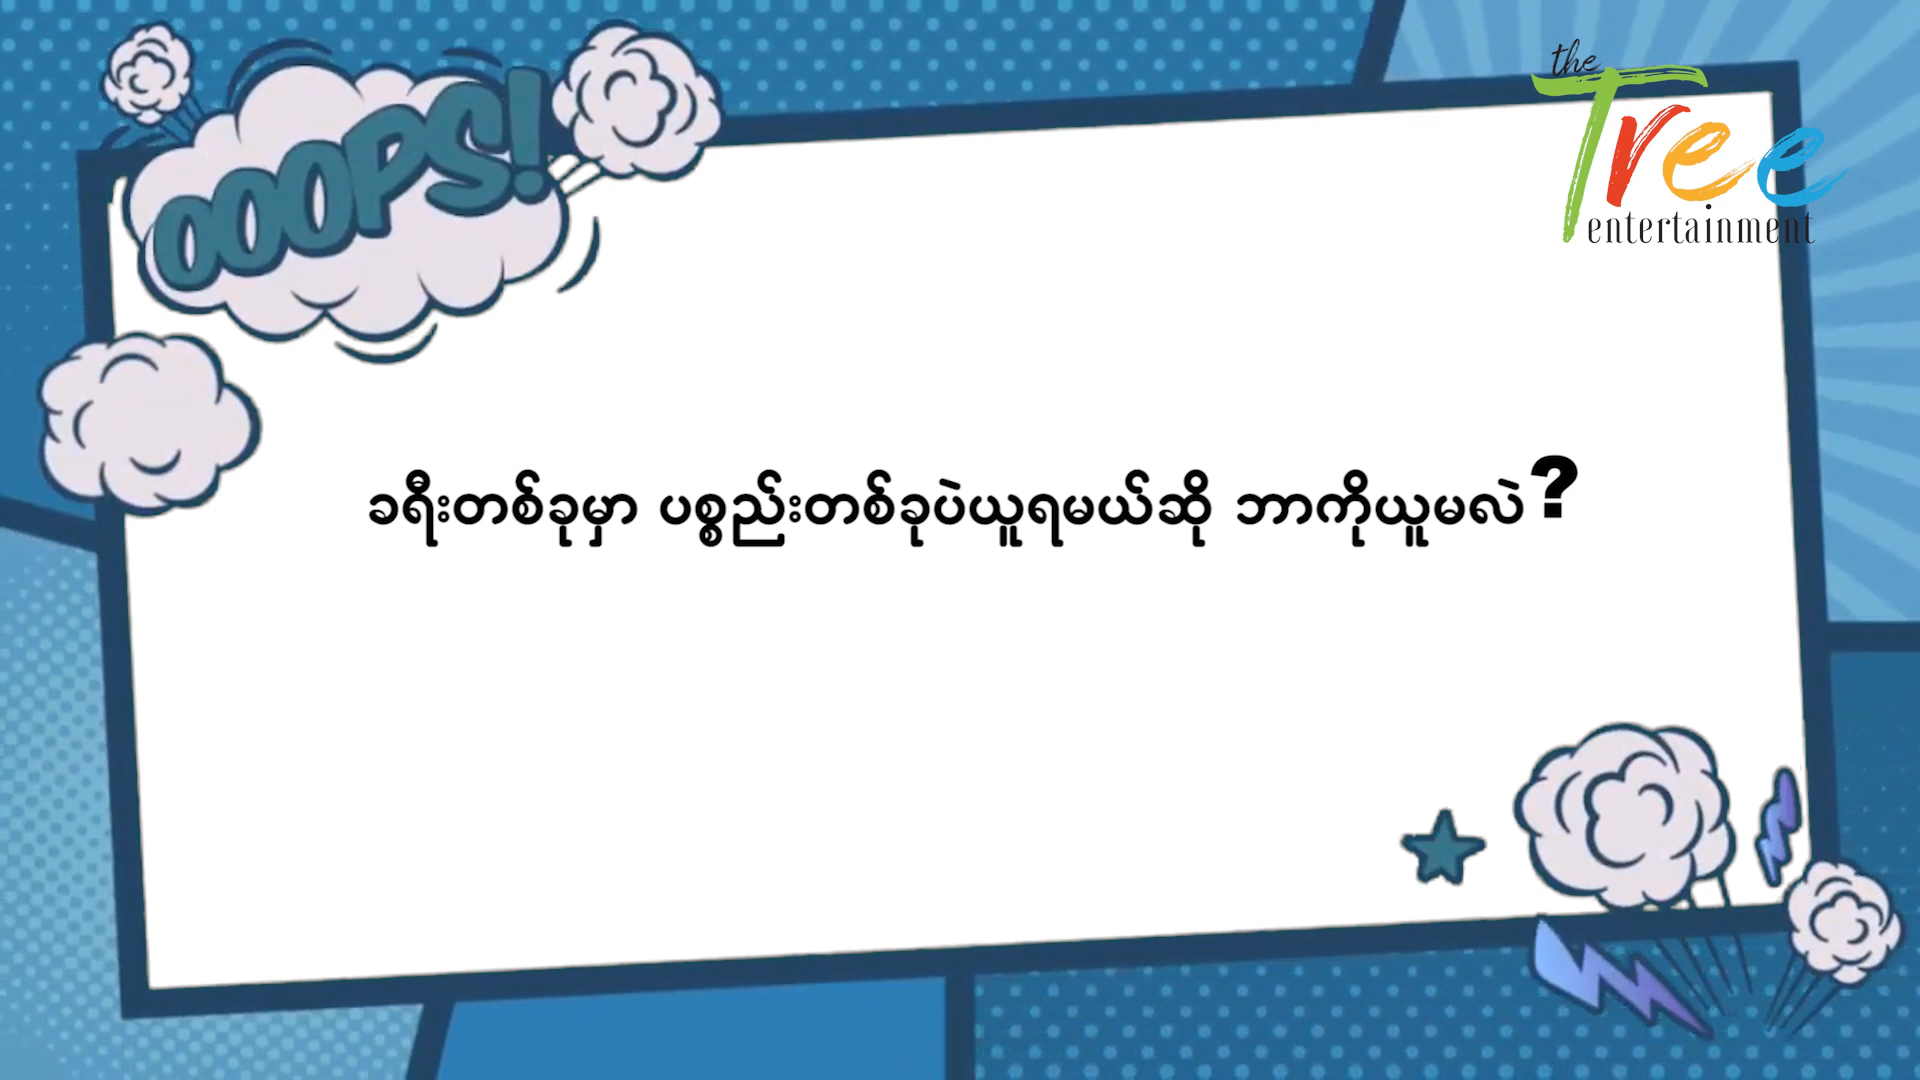 OOOPS!
the
Tree
entertainment
ခရီးတစ်ခုမှာ ပစ္စည်းတစ်ခုပဲယူရမယ်ဆို ဘာကိုယူမလဲ?